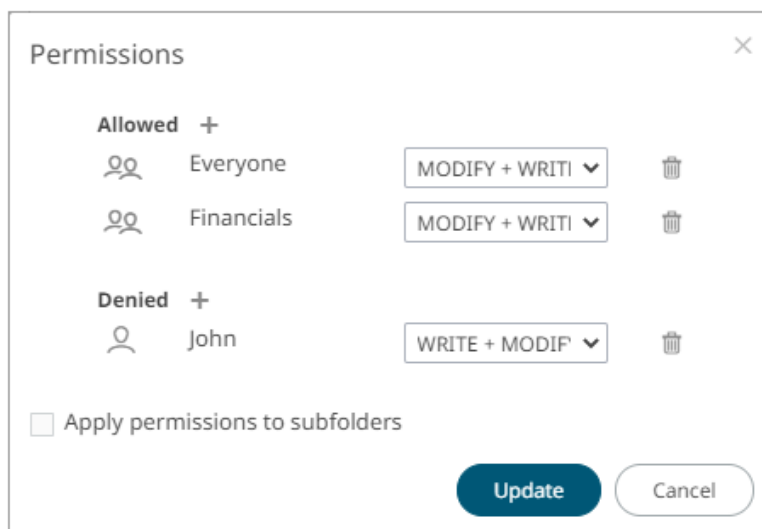 Permissions
Allowed +
Everyone MODIFY + WRITI
Financials MODIFY + WRITI
Denied +
John WRITE + MODIF
Apply permissions to subfolders
Update Cancel